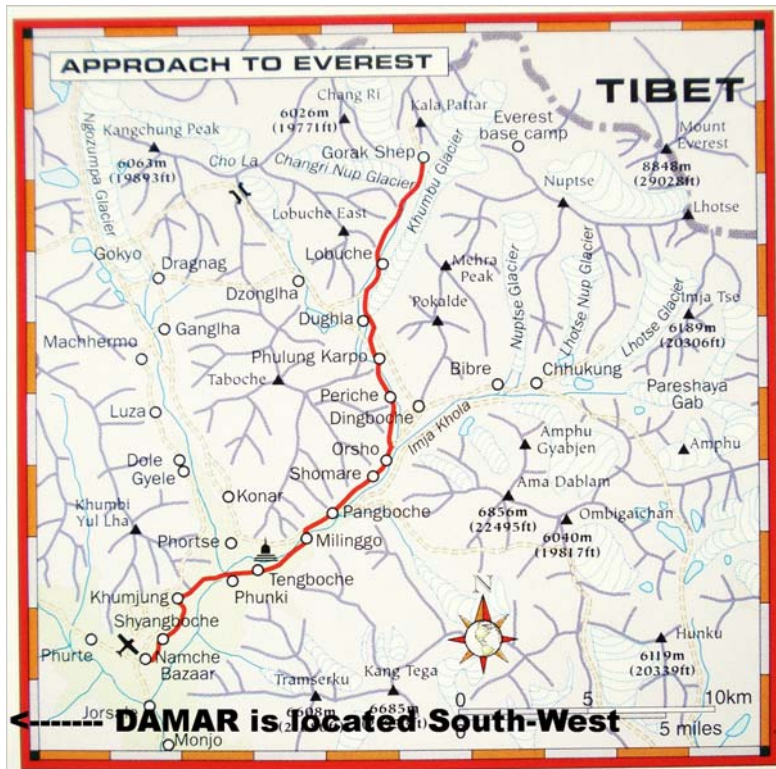 APPROACH TO EVEREST
TIBET
Chang Ri
6026m
(19771ft)
Kala Pattar
Everest
base camp
Mount
Everest
8848m
(29028ft)
Kangchung Peak
6063m
(19893ft)
Ngozumpa Glacier
Cho La
Changri Nup Glacier
Gorak Shep
Khumbu Glacier
Nuptse
Lhotse
Lobuche East
Lobuche
Gokyo
Dragnag
Dzonglha
Mehra
Peak
Pokalde
Nuptse Glacier
Lhotse Nup Glacier
Lhotse Glacier
6189m
(20306ft)
Dughla
Ganglha
Machhermo
Phulung Karpo
Taboche
Bibre
Chhukung
Periche
Dingboche
Imja Khola
Pareshaya
Gab
Luza
Orsho
Shomare
Amphu
Gyabjen
Amphu
Dole
Gyele
Konar
Ama Dablam
6856m
(22495ft)
Ombigaichan
6040m
(19817ft)
Khumbi
Yul Lha
Pangboche
Phortse
Milinggo
Tengboche
Phunki
Khumjung
Shyangboche
N
Phurte
Namche
Bazaar
Hunku
6119m
(20339ft)
Tramserku
6608m
Kang Tega
6685m
0 5 10km
0 5 miles
Jorsale
<------- DAMAR is located South-West
Monjo